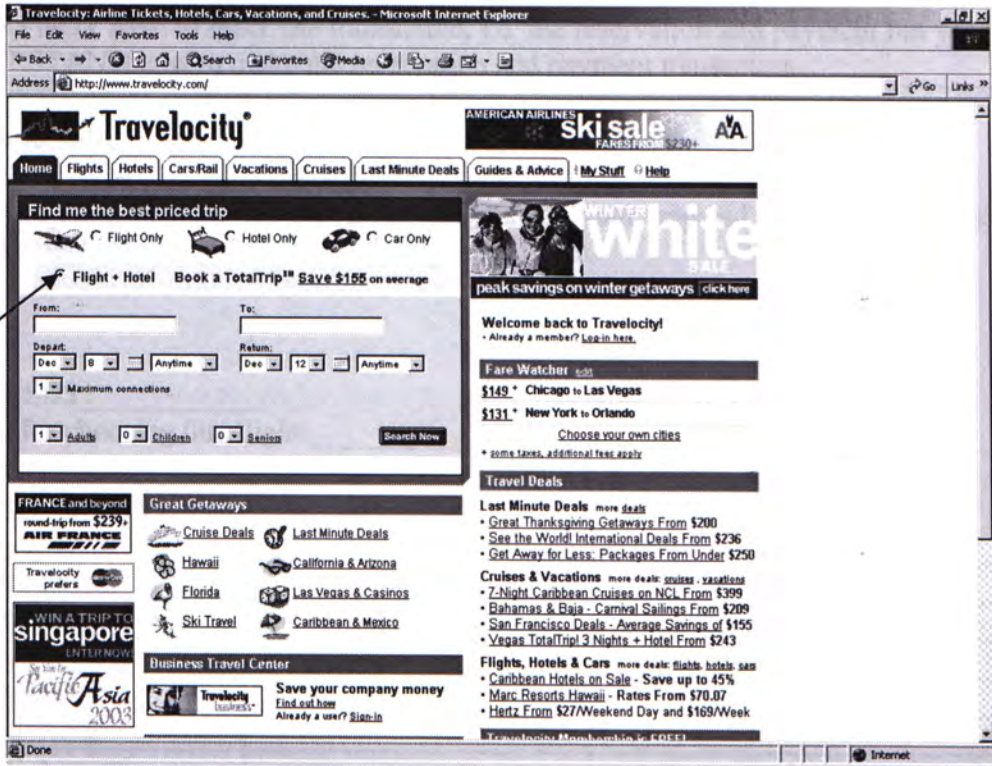 Travelocity: Airline Tickets, Hotels, Cars, Vacations, and Cruises. - Microsoft Internet Explorer
File Edit View Favorites Tools Help
Back Search Favorites Media
Address http://www.travelocity.com/ Go Links »
Travelocity®
AMERICAN AIRLINES
ski sale
FARES FROM $230+
AA
Home Flights Hotels Cars/Rail Vacations Cruises Last Minute Deals Guides & Advice My Stuff Help
Find me the best priced trip
Flight Only Hotel Only Car Only
Flight + Hotel Book a TotalTrip℠ Save $155 on average
From: To:
Depart: Return:
Dec 8 Anytime Dec 12 Anytime
1 Maximum connections
1 Adults 0 Children 0 Seniors Search Now
WINTER
white
SALE
peak savings on winter getaways click here
Welcome back to Travelocity!
• Already a member? Log-in here.
Fare Watcher edit
$149 + Chicago to Las Vegas
$131 + New York to Orlando
Choose your own cities
+ some taxes, additional fees apply
Travel Deals
Last Minute Deals more deals
• Great Thanksgiving Getaways From $200
• See the World! International Deals From $236
• Get Away for Less: Packages From Under $250
Cruises & Vacations more deals: cruises , vacations
• 7-Night Caribbean Cruises on NCL From $399
• Bahamas & Baja - Carnival Sailings From $209
• San Francisco Deals - Average Savings of $155
• Vegas TotalTrip! 3 Nights + Hotel From $243
Flights, Hotels & Cars more deals: flights, hotels, cars
• Caribbean Hotels on Sale - Save up to 45%
• Marc Resorts Hawaii - Rates From $70.07
• Hertz From $27/Weekend Day and $169/Week
Travelocity Membership is FREE!
FRANCE and beyond
round-trip from $239+
AIR FRANCE
Travelocity
prefers
WIN A TRIP TO
singapore
ENTER NOW!
See You In
Pacific Asia
2003
Great Getaways
Cruise Deals Last Minute Deals
Hawaii California & Arizona
Florida Las Vegas & Casinos
Ski Travel Caribbean & Mexico
Business Travel Center
Travelocity
business
Save your company money
Find out how
Already a user? Sign-in
Done Internet